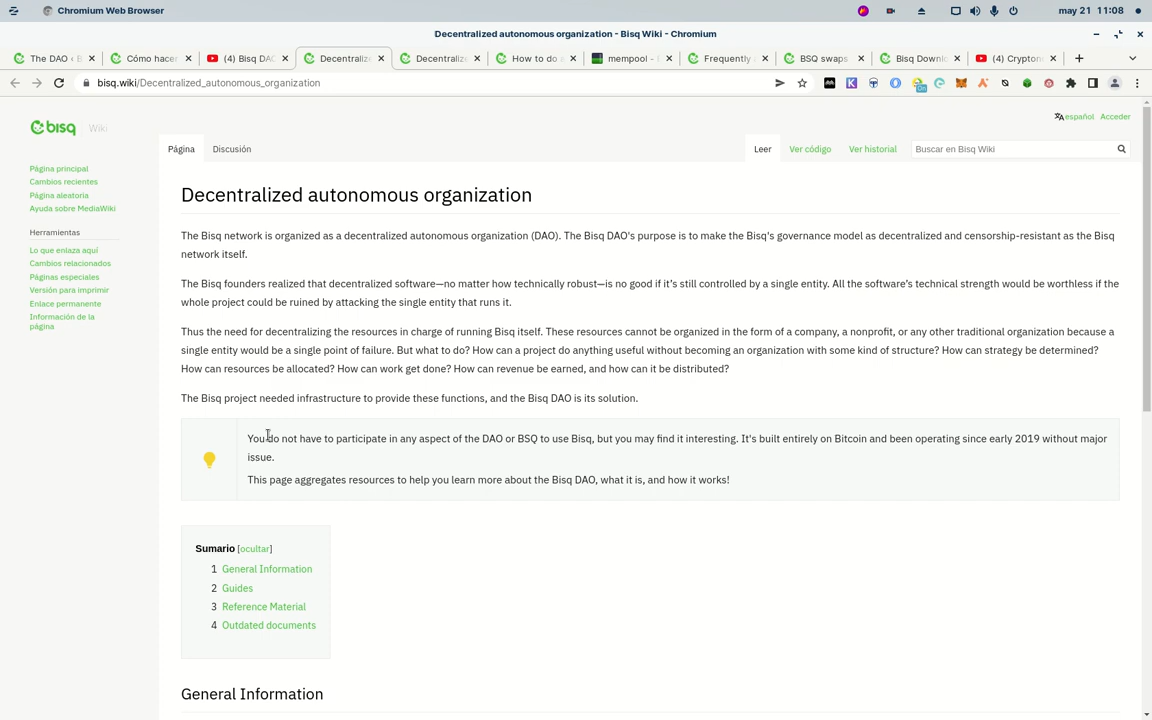 Chromium Web Browser
may 21 11:08
Decentralized autonomous organization - Bisq Wiki - Chromium
The DAO ‹ B
Cómo hacer
(4) Bisq DAO
Decentraliz
Decentraliz
How to do a
mempool -
Frequently
BSQ swaps
Bisq Downlo
(4) Crypton
bisq.wiki/Decentralized_autonomous_organization
On
español Acceder
bisq Wiki
Página Discusión Leer Ver código Ver historial Buscar en Bisq Wiki
Página principal
Cambios recientes
Página aleatoria
Ayuda sobre MediaWiki
Herramientas
Lo que enlaza aquí
Cambios relacionados
Páginas especiales
Versión para imprimir
Enlace permanente
Información de la
página
Decentralized autonomous organization
The Bisq network is organized as a decentralized autonomous organization (DAO). The Bisq DAO's purpose is to make the Bisq's governance model as decentralized and censorship-resistant as the Bisq
network itself.
The Bisq founders realized that decentralized software—no matter how technically robust—is no good if it's still controlled by a single entity. All the software's technical strength would be worthless if the
whole project could be ruined by attacking the single entity that runs it.
Thus the need for decentralizing the resources in charge of running Bisq itself. These resources cannot be organized in the form of a company, a nonprofit, or any other traditional organization because a
single entity would be a single point of failure. But what to do? How can a project do anything useful without becoming an organization with some kind of structure? How can strategy be determined?
How can resources be allocated? How can work get done? How can revenue be earned, and how can it be distributed?
The Bisq project needed infrastructure to provide these functions, and the Bisq DAO is its solution.
You do not have to participate in any aspect of the DAO or BSQ to use Bisq, but you may find it interesting. It's built entirely on Bitcoin and been operating since early 2019 without major
issue.
This page aggregates resources to help you learn more about the Bisq DAO, what it is, and how it works!
Sumario [ocultar]
1 General Information
2 Guides
3 Reference Material
4 Outdated documents
General Information